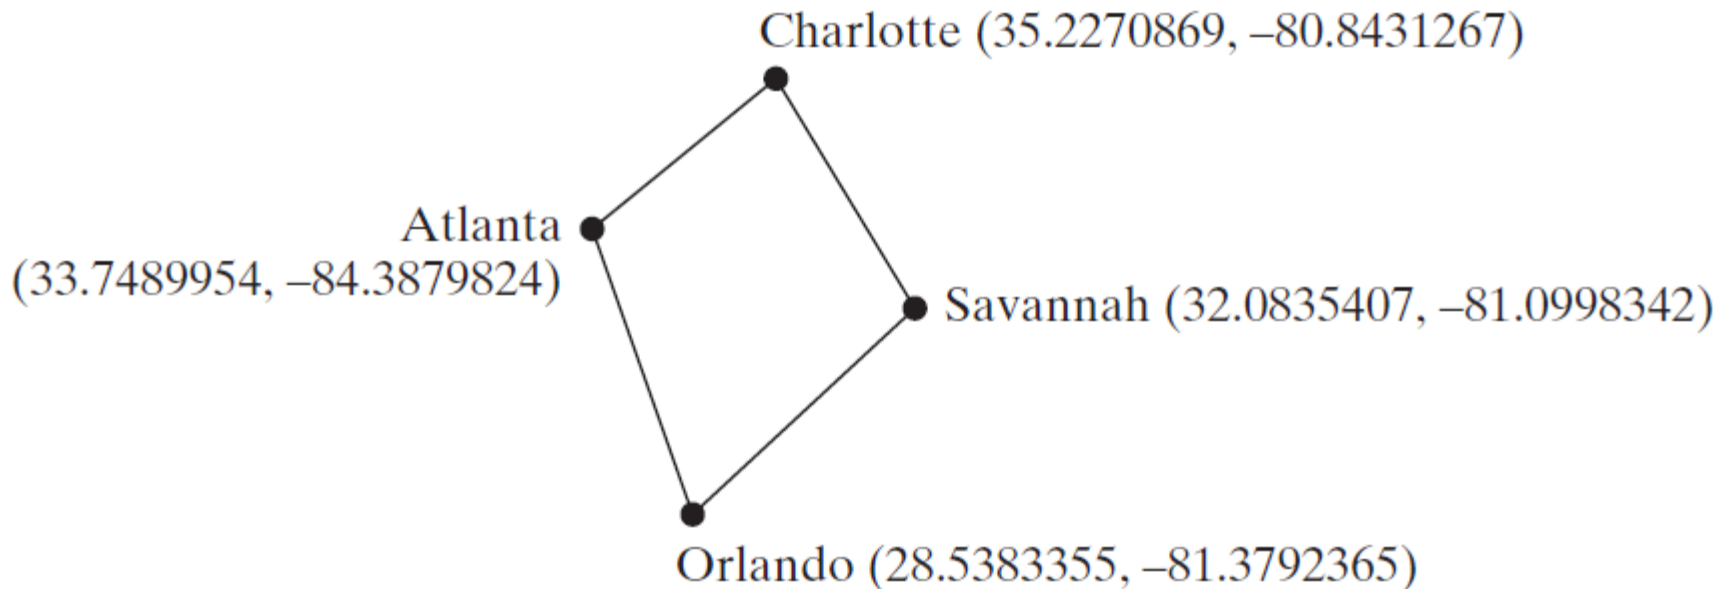 Charlotte (35.2270869, –80.8431267)
Atlanta
(33.7489954, –84.3879824)
Savannah (32.0835407, –81.0998342)
Orlando (28.5383355, –81.3792365)